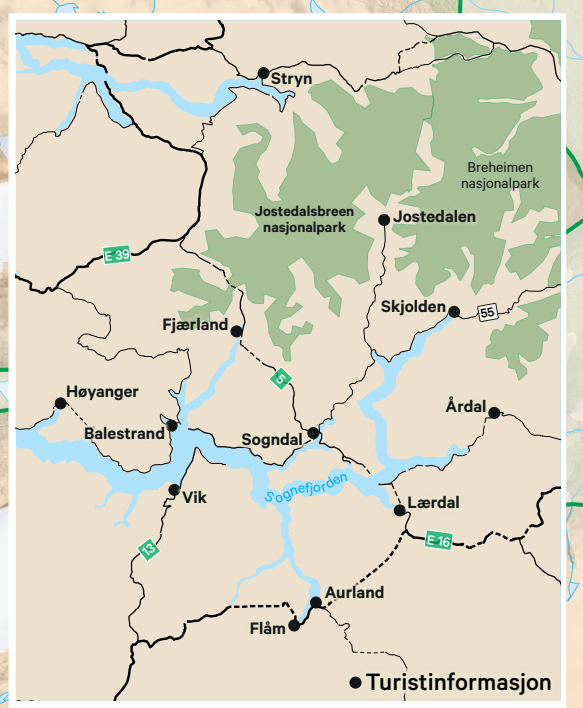 Stryn
Breheimen
nasjonalpark
Jostedalsbreen
nasjonalpark
Jostedalen
E 39
Skjolden
55
Fjærland
5
Høyanger
Årdal
Balestrand
Sogndal
Sognefjorden
Vik
Lærdal
13
E 16
Aurland
Flåm
Turistinformasjon